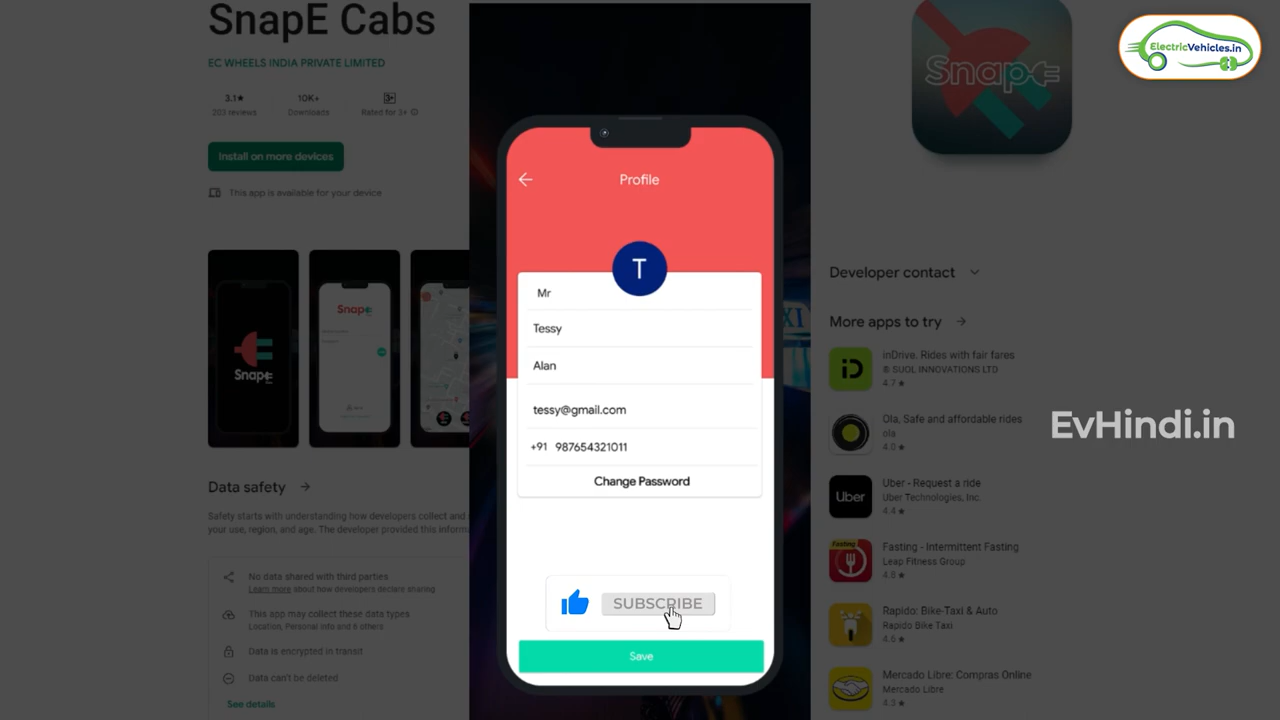 SnapE Cabs
EC WHEELS INDIA PRIVATE LIMITED
3.1★
203 reviews
10K+
Downloads
3+
Rated for 3+
Install on more devices
This app is available for your device
Snap
Snap
Data safety
Safety starts with understanding how developers collect and
your use, region, and age. The developer provided this inform
No data shared with third parties
Learn more about how developers declare sharing
This app may collect these data types
Location, Personal info and 6 others
Data is encrypted in transit
Data can't be deleted
See details
Profile
T
Mr
Tessy
Alan
tessy@gmail.com
+91 987654321011
Change Password
SUBSCRIBE
Save
XI
Snap
ElectricVehicles.in
Developer contact
More apps to try
inDrive. Rides with fair fares
® SUOL INNOVATIONS LTD
4.7★
Ola, Safe and affordable rides
ola
4.0★
Uber
Uber - Request a ride
Uber Technologies, Inc.
4.4★
Fasting
Fasting - Intermittent Fasting
Leap Fitness Group
4.8★
Rapido: Bike-Taxi & Auto
Rapido Bike Taxi
4.6★
Mercado Libre: Compras Online
Mercado Libre
EvHindi.in